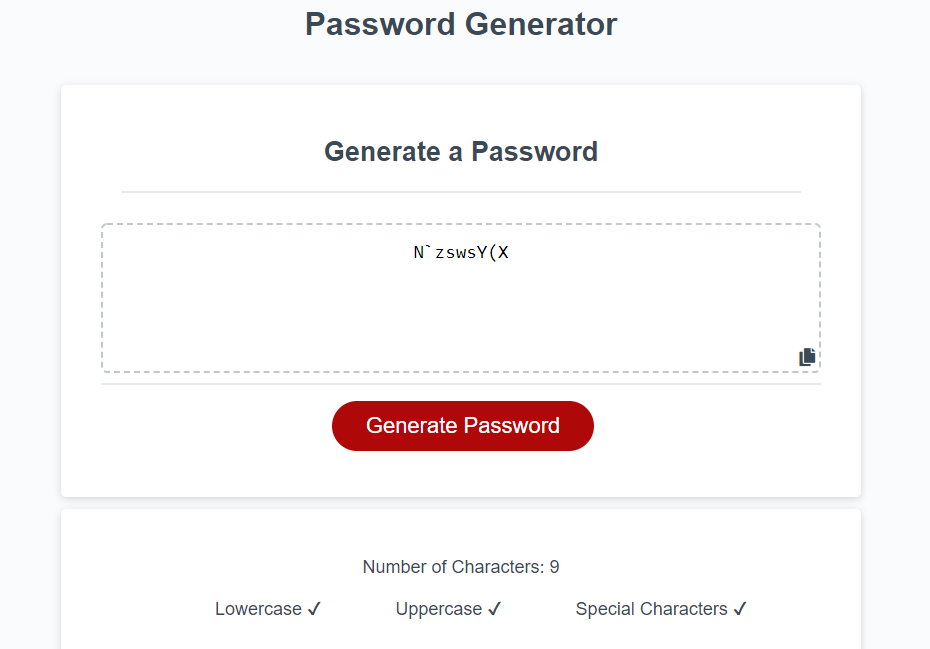 Password Generator
Generate a Password
N`zswsY(X
Generate Password
Number of Characters: 9
Lowercase ✓ Uppercase ✓ Special Characters ✓